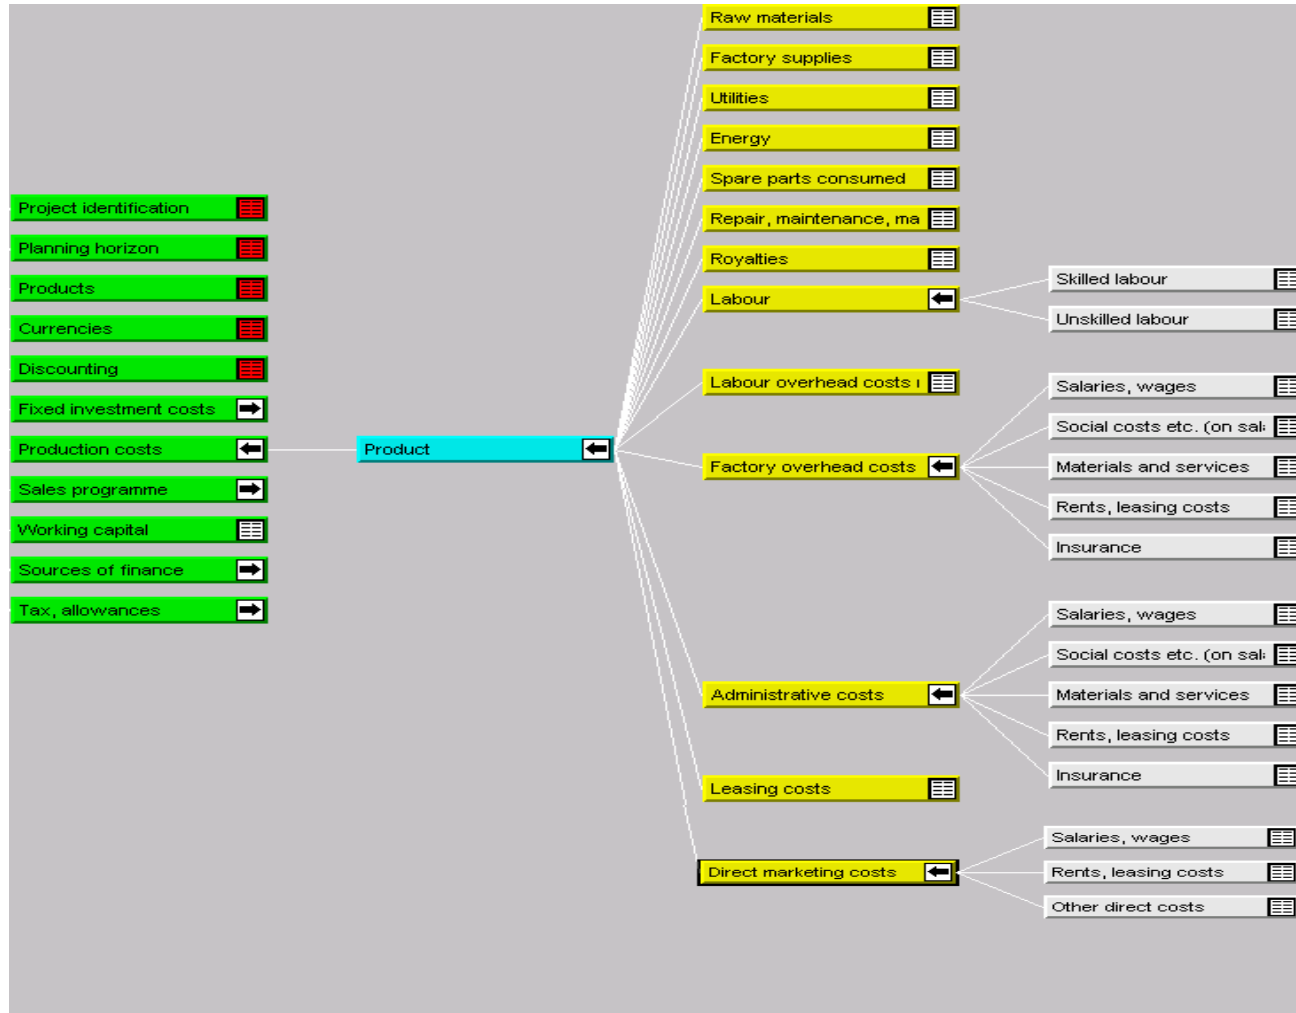 Project identification
Planning horizon
Products
Currencies
Discounting
Fixed investment costs
Production costs
Sales programme
Working capital
Sources of finance
Tax, allowances
Product
Raw materials
Factory supplies
Utilities
Energy
Spare parts consumed
Repair, maintenance, ma
Royalties
Labour
Labour overhead costs
Factory overhead costs
Administrative costs
Leasing costs
Direct marketing costs
Skilled labour
Unskilled labour
Salaries, wages
Social costs etc. (on sal
Materials and services
Rents, leasing costs
Insurance
Salaries, wages
Social costs etc. (on sal
Materials and services
Rents, leasing costs
Insurance
Salaries, wages
Rents, leasing costs
Other direct costs